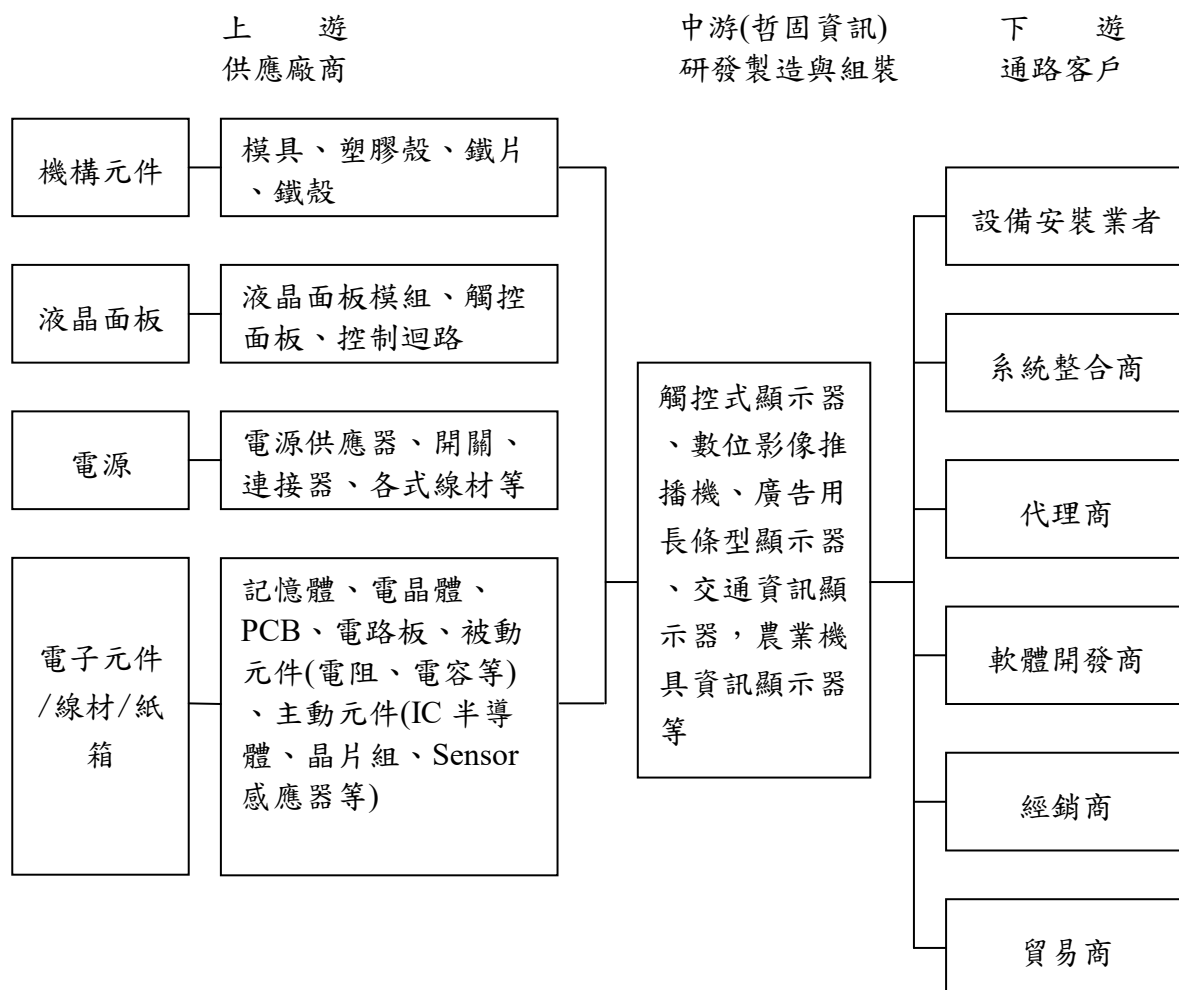 上 遊
供應廠商
中游(哲固資訊)
研發製造與組裝
下 遊
通路客戶
機構元件
模具、塑膠殼、鐵片
、鐵殼
液晶面板
液晶面板模組、觸控
面板、控制迴路
電源
電源供應器、開關、
連接器、各式線材等
電子元件
/線材/紙
箱
記憶體、電晶體、
PCB、電路板、被動
元件(電阻、電容等)
、主動元件(IC 半導
體、晶片組、Sensor
感應器等)
觸控式顯示器
、數位影像推
播機、廣告用
長條型顯示器
、交通資訊顯
示器，農業機
具資訊顯示器
等
設備安裝業者
系統整合商
代理商
軟體開發商
經銷商
貿易商